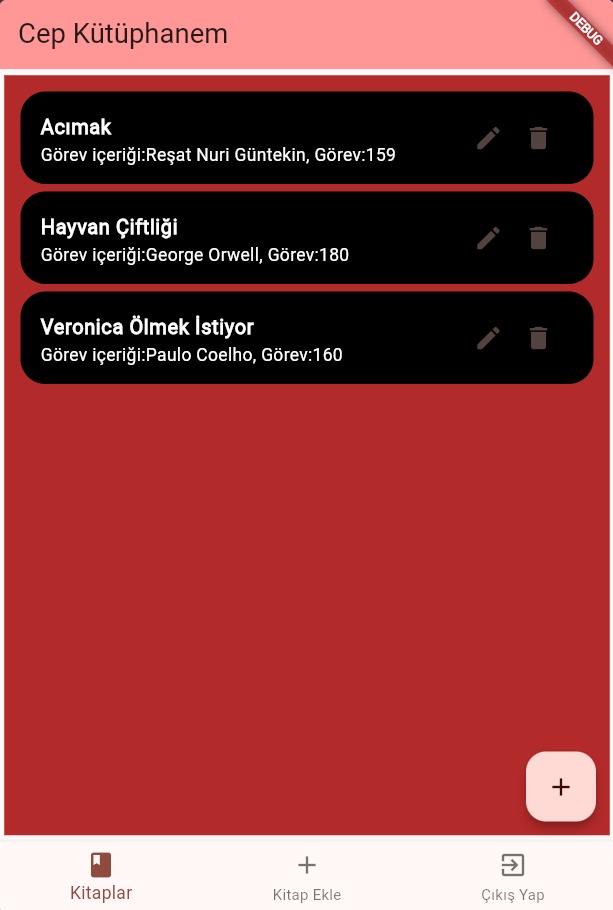 Cep Kütüphanem
DEBUG
Acımak
Görev içeriği:Reşat Nuri Güntekin, Görev:159
Hayvan Çiftliği
Görev içeriği:George Orwell, Görev:180
Veronica Ölmek İstiyor
Görev içeriği:Paulo Coelho, Görev:160
Kitaplar
Kitap Ekle
Çıkış Yap